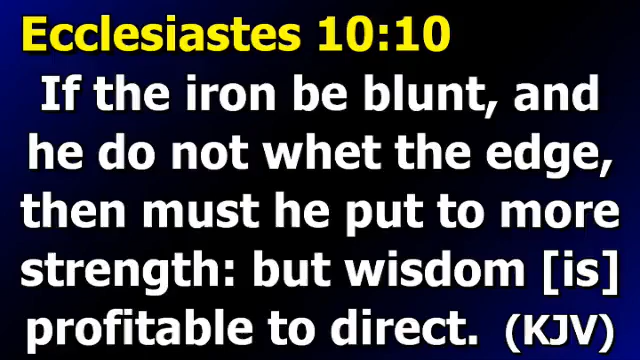 Ecclesiastes 10:10
If the iron be blunt, and
he do not whet the edge,
then must he put to more
strength: but wisdom [is]
profitable to direct. (KJV)